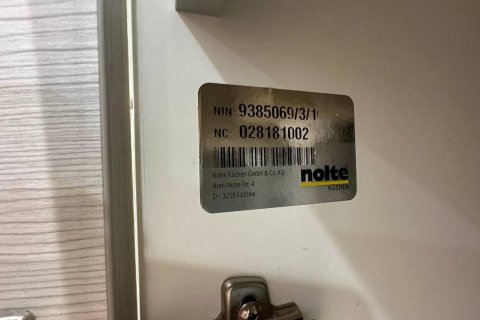 NIN: 9385069/3/1
NC: 028181002
Nolte Küchen GmbH & Co. KG
Anni-Nolte-Str. 4
D - 32584 Löhne
nolte
KÜCHEN